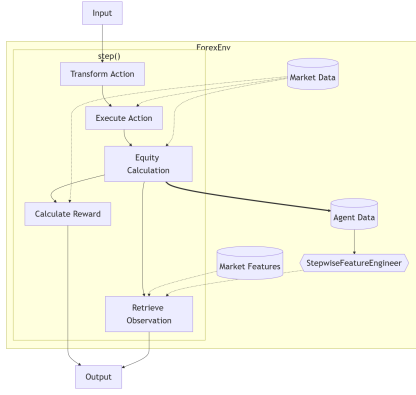 Input
ForexEnv
step()
Transform Action
Market Data
Execute Action
Equity
Calculation
Calculate Reward
Agent Data
Market Features
StepwiseFeatureEngineer
Retrieve
Observation
Output